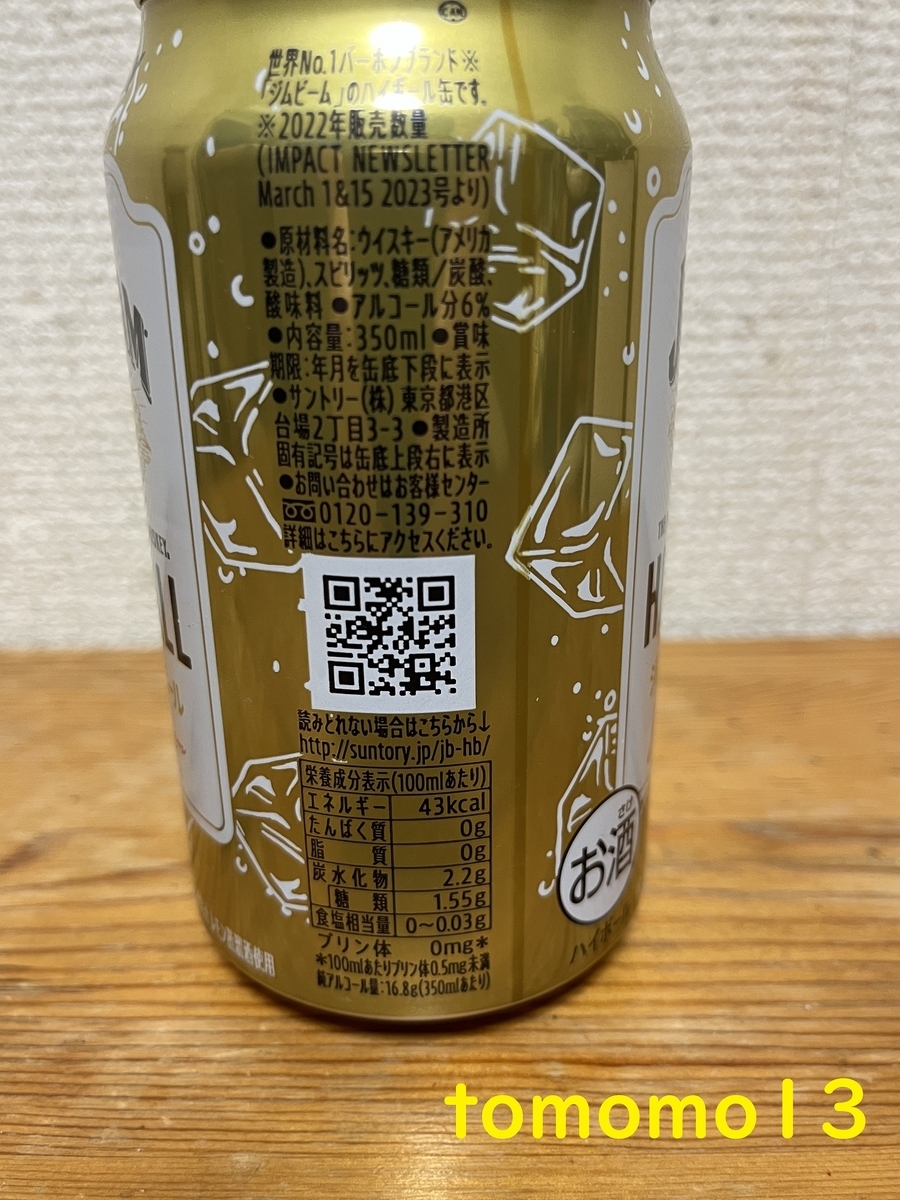 世界No.1バーボンブランド※
「ジムビーム」のハイボール缶です。
※2022年販売数量
(IMPACT NEWSLETTER
March 1&15 2023号より)
●原材料名:ウイスキー(アメリカ
製造)、スピリッツ、糖類/炭酸、
酸味料 ●アルコール分6%
●内容量:350ml ●賞味
期限:年月を缶底下段に表示
●サントリー(株) 東京都港区
台場2丁目3-3 ●製造所
固有記号は缶底上段右に表示
●お問い合わせはお客様センター
0120-139-310
詳細はこちらにアクセスください。
読みとれない場合はこちらから↓
http://suntory.jp/jb-hb/
栄養成分表示(100mlあたり)
エネルギー 43kcal
たんぱく質 0g
脂質 0g
炭水化物 2.2g
糖類 1.55g
食塩相当量 0~0.03g
プリン体 0mg*
*100mlあたりプリン体0.5mg未満
純アルコール量:16.8g(350mlあたり)
さけ
お酒
ハイボール
tomomo13